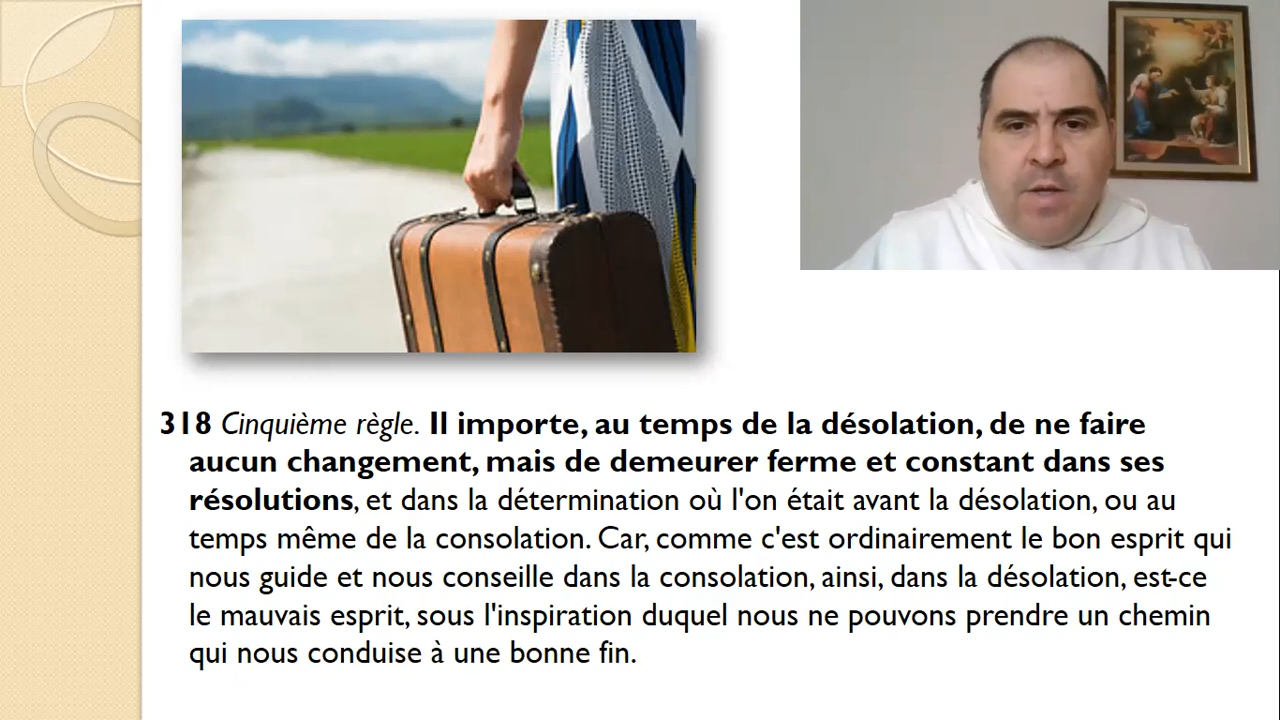 318 Cinquième règle. Il importe, au temps de la désolation, de ne faire
aucun changement, mais de demeurer ferme et constant dans ses
résolutions, et dans la détermination où l'on était avant la désolation, ou au
temps même de la consolation. Car, comme c'est ordinairement le bon esprit qui
nous guide et nous conseille dans la consolation, ainsi, dans la désolation, est-ce
le mauvais esprit, sous l'inspiration duquel nous ne pouvons prendre un chemin
qui nous conduise à une bonne fin.